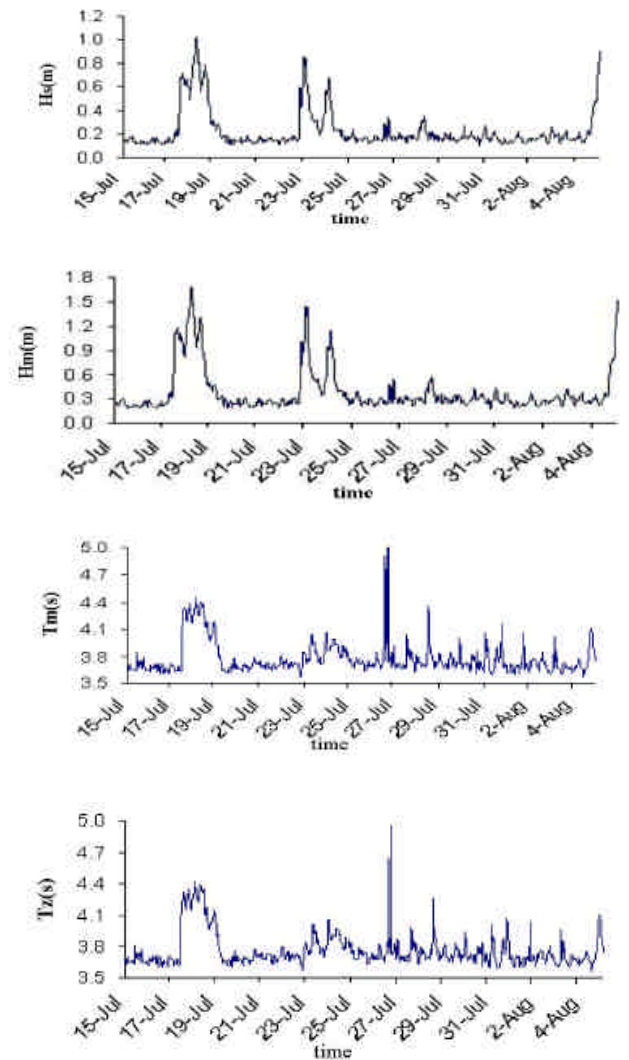 Hs(m)
1.2
1.0
0.8
0.6
0.4
0.2
0.0
15-Jul
17-Jul
19-Jul
21-Jul
23-Jul
25-Jul
27-Jul
29-Jul
31-Jul
2-Aug
4-Aug
time
Hm(m)
1.8
1.5
1.2
0.9
0.6
0.3
0.0
15-Jul
17-Jul
19-Jul
21-Jul
23-Jul
25-Jul
27-Jul
29-Jul
31-Jul
2-Aug
4-Aug
time
Tm(s)
5.0
4.7
4.4
4.1
3.8
3.5
15-Jul
17-Jul
19-Jul
21-Jul
23-Jul
25-Jul
27-Jul
29-Jul
31-Jul
2-Aug
4-Aug
time
Tz(s)
5.0
4.7
4.4
4.1
3.8
3.5
15-Jul
17-Jul
19-Jul
21-Jul
23-Jul
25-Jul
27-Jul
29-Jul
31-Jul
2-Aug
4-Aug
time